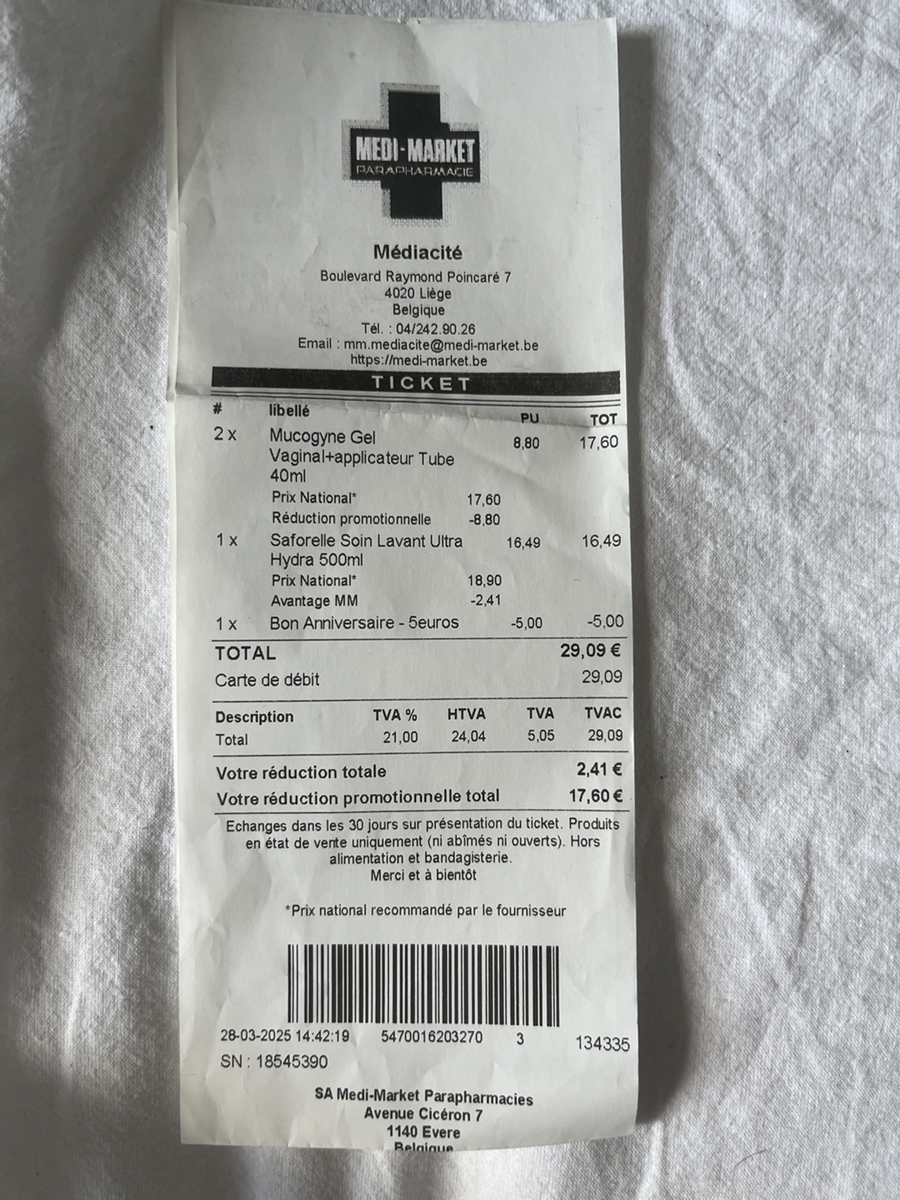 MEDI-MARKET
PARAPHARMACIE
Médiacité
Boulevard Raymond Poincaré 7
4020 Liège
Belgique
Tél. : 04/242.90.26
Email : mm.mediacite@medi-market.be
https://medi-market.be
TICKET
# libellé PU TOT
2 x Mucogyne Gel 8,80 17,60
Vaginal+applicateur Tube
40ml
Prix National* 17,60
Réduction promotionnelle -8,80
1 x Saforelle Soin Lavant Ultra 16,49 16,49
Hydra 500ml
Prix National* 18,90
Avantage MM -2,41
1 x Bon Anniversaire - 5euros -5,00 -5,00
TOTAL 29,09 €
Carte de débit 29,09
Description TVA % HTVA TVA TVAC
Total 21,00 24,04 5,05 29,09
Votre réduction totale 2,41 €
Votre réduction promotionnelle total 17,60 €
Echanges dans les 30 jours sur présentation du ticket. Produits
en état de vente uniquement (ni abîmés ni ouverts). Hors
alimentation et bandagisterie.
Merci et à bientôt
*Prix national recommandé par le fournisseur
28-03-2025 14:42:19 5470016203270 3 134335
SN : 18545390
SA Medi-Market Parapharmacies
Avenue Cicéron 7
1140 Evere
Belgique